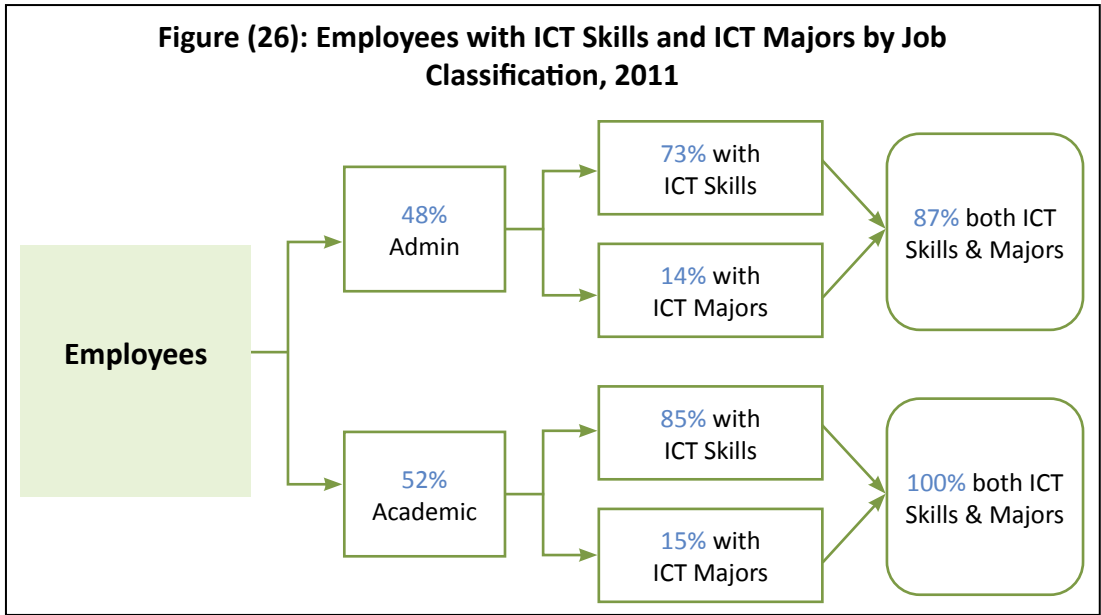 Figure (26): Employees with ICT Skills and ICT Majors by Job
Classification, 2011
Employees
48%
Admin
73% with
ICT Skills
14% with
ICT Majors
87% both ICT
Skills & Majors
52%
Academic
85% with
ICT Skills
15% with
ICT Majors
100% both ICT
Skills & Majors